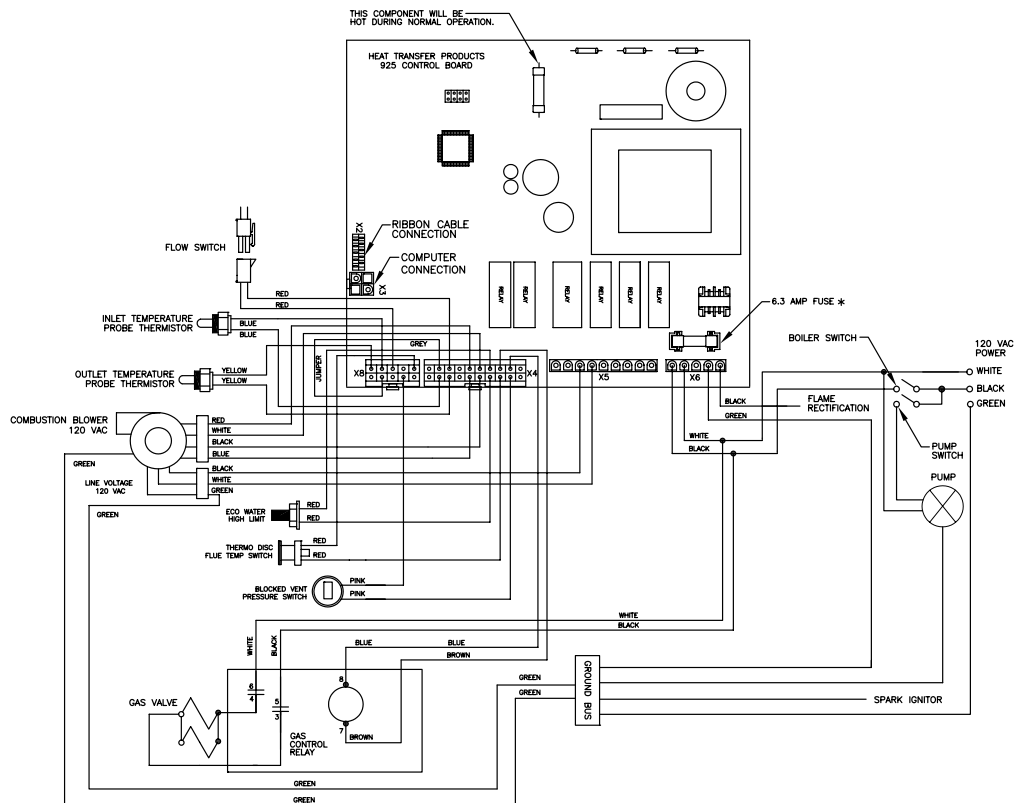 THIS COMPONENT WILL BE
HOT DURING NORMAL OPERATION.
HEAT TRANSFER PRODUCTS
925 CONTROL BOARD
X2
RIBBON CABLE
CONNECTION
FLOW SWITCH
COMPUTER
CONNECTION
X3
RELAY
RELAY
RELAY
RELAY
RELAY
RELAY
6.3 AMP FUSE *
RED
RED
INLET TEMPERATURE
PROBE THERMISTOR
BLUE
BLUE
GREY
JUMPER
BOILER SWITCH
120 VAC
POWER
WHITE
BLACK
GREEN
OUTLET TEMPERATURE
PROBE THERMISTOR
YELLOW
YELLOW
X8
X4
X5
X6
BLACK
GREEN
FLAME
RECTIFICATION
COMBUSTION BLOWER
120 VAC
RED
WHITE
BLACK
BLUE
WHITE
BLACK
PUMP
SWITCH
GREEN
LINE VOLTAGE
120 VAC
BLACK
WHITE
GREEN
PUMP
GREEN
ECO WATER
HIGH LIMIT
RED
RED
THERMO DISC
FLUE TEMP SWITCH
RED
RED
BLOCKED VENT
PRESSURE SWITCH
PINK
PINK
WHITE
BLACK
WHITE
BLACK
BLUE
BLUE
BROWN
GREEN
GREEN
GROUND BUS
SPARK IGNITOR
GAS VALVE
6
4
5
3
8
7
BROWN
GAS
CONTROL
RELAY
GREEN
GREEN